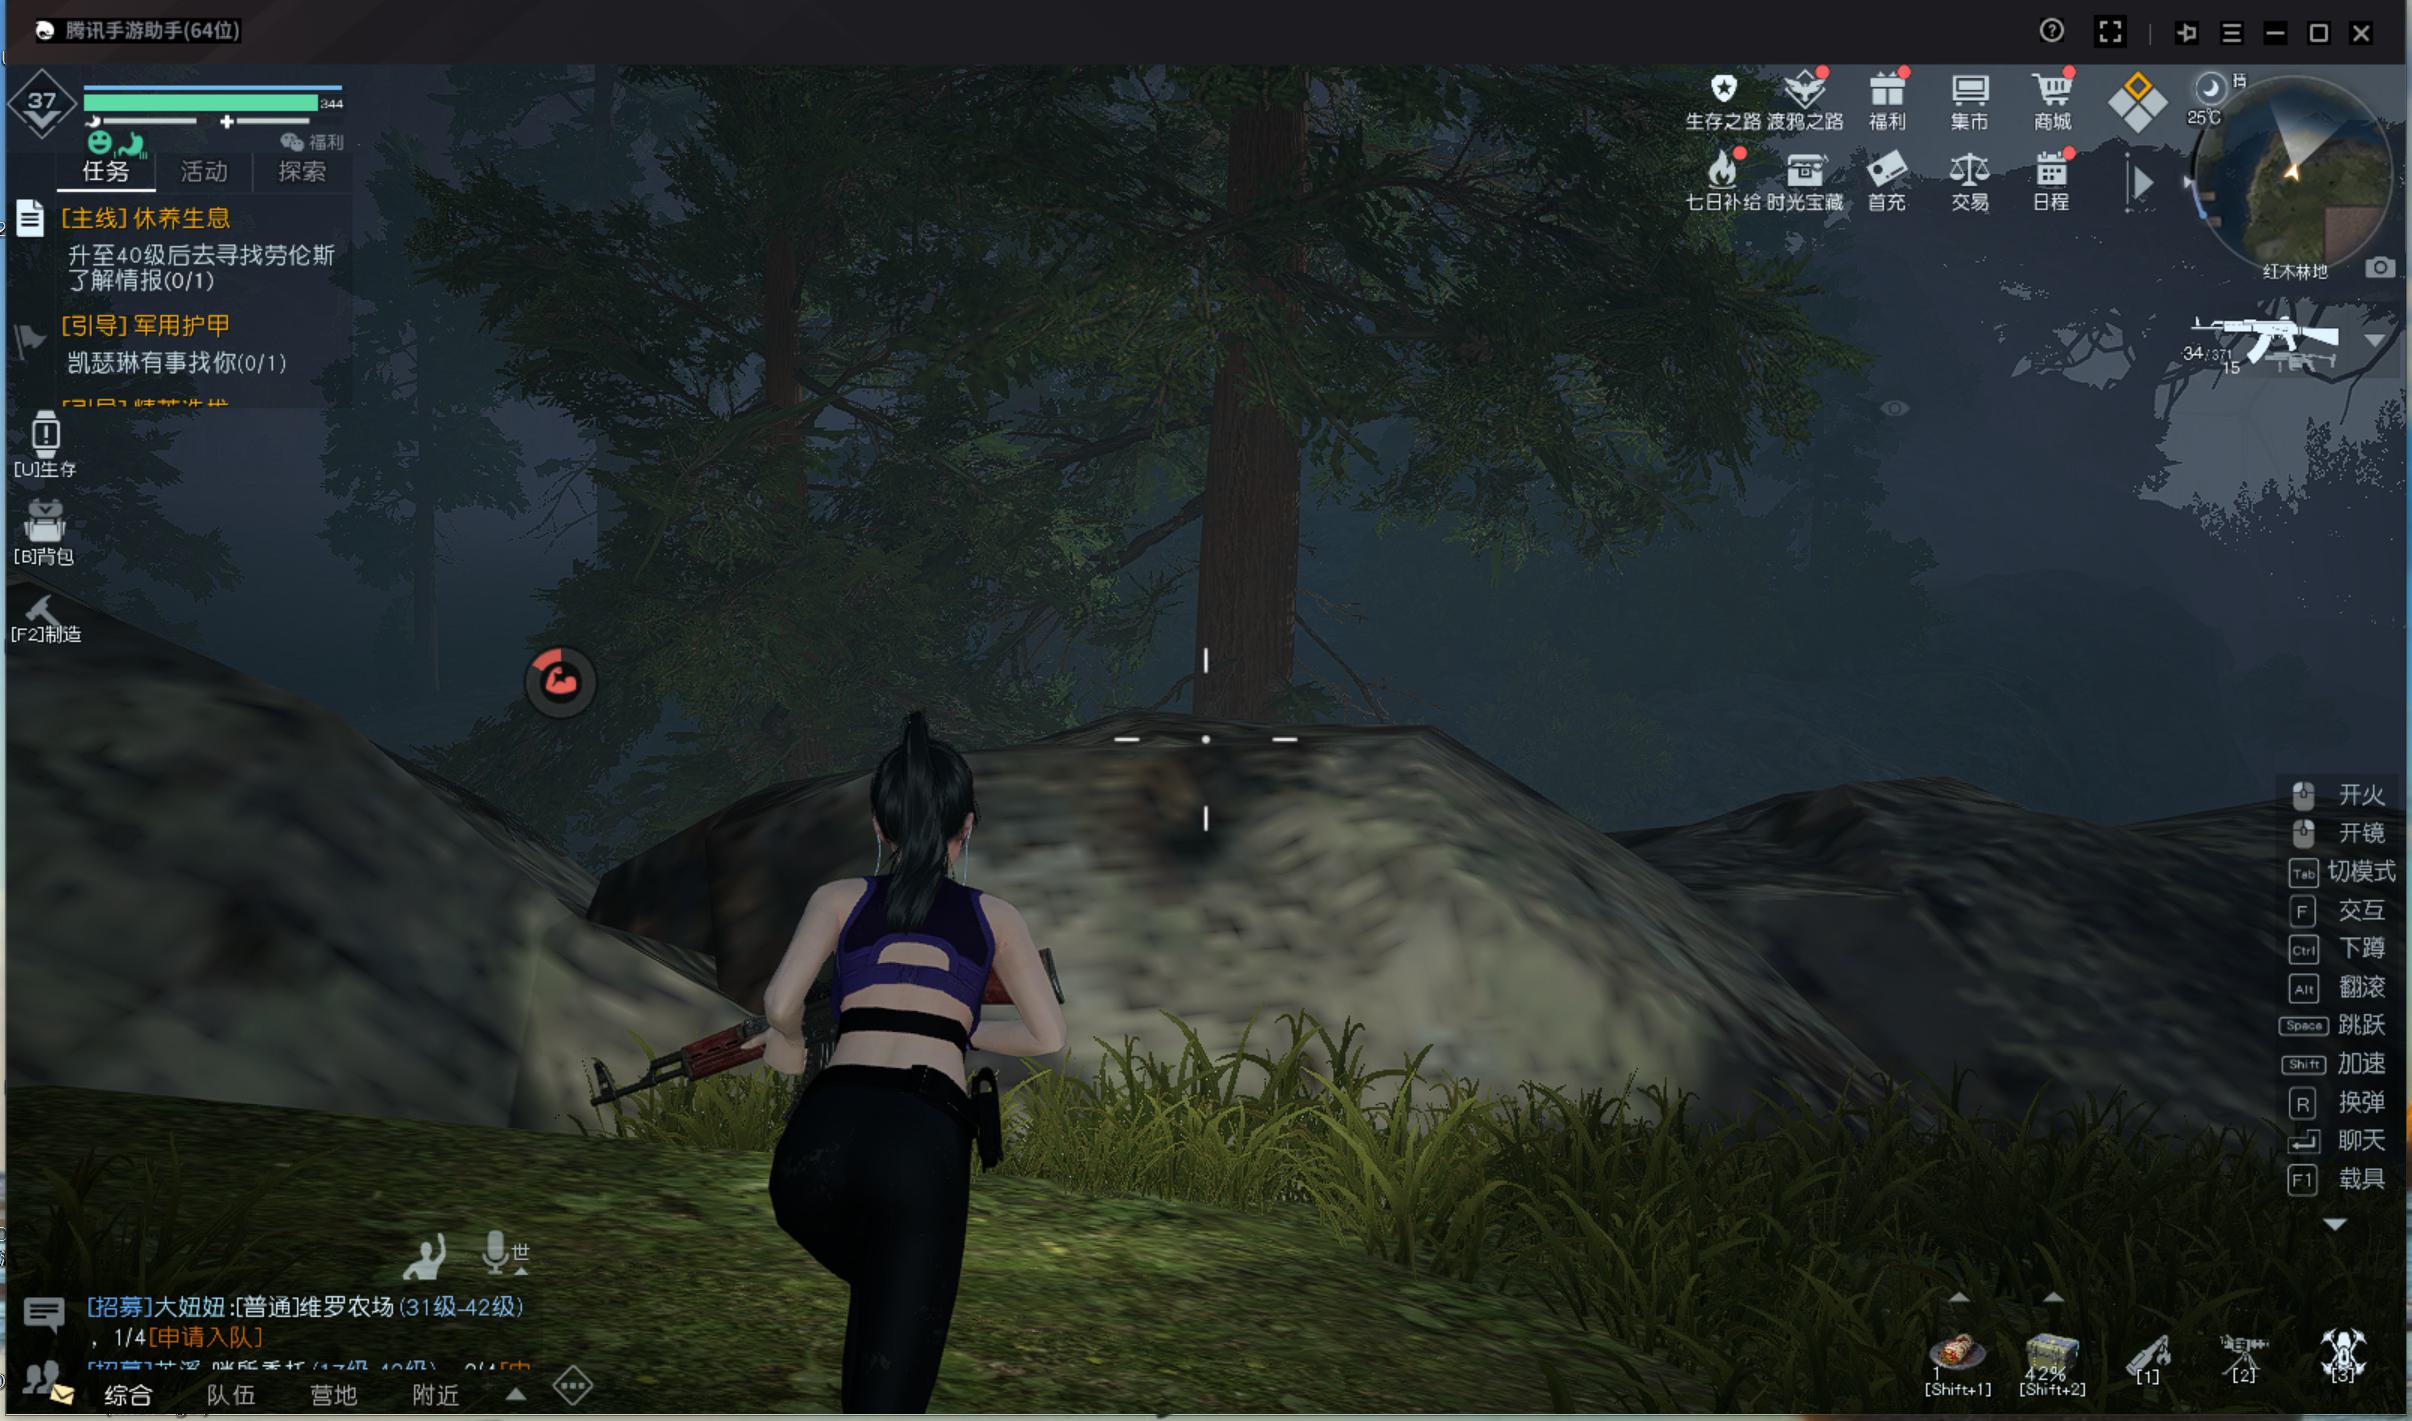 腾讯手游助手(64位)
37
344
福利
任务 活动 探索
[主线] 休养生息
升至40级后去寻找劳伦斯
了解情报(0/1)
[引导] 军用护甲
凯瑟琳有事找你(0/1)
[U]生存
[B]背包
[F2]制造
生存之路 渡鸦之路 福利 集市 商城
七日补给 时光宝藏 首充 交易 日程
25℃
红木林地
34/371
15
开火
开镜
Tab 切模式
F 交互
Ctrl 下蹲
Alt 翻滚
Space 跳跃
Shift 加速
R 换弹
聊天
F1 载具
世
[招募]大妞妞:[普通]维罗农场(31级-42级)
，1/4[申请入队]
综合 队伍 营地 附近
1 42%
[Shift+1] [Shift+2] [1] [2] [3]